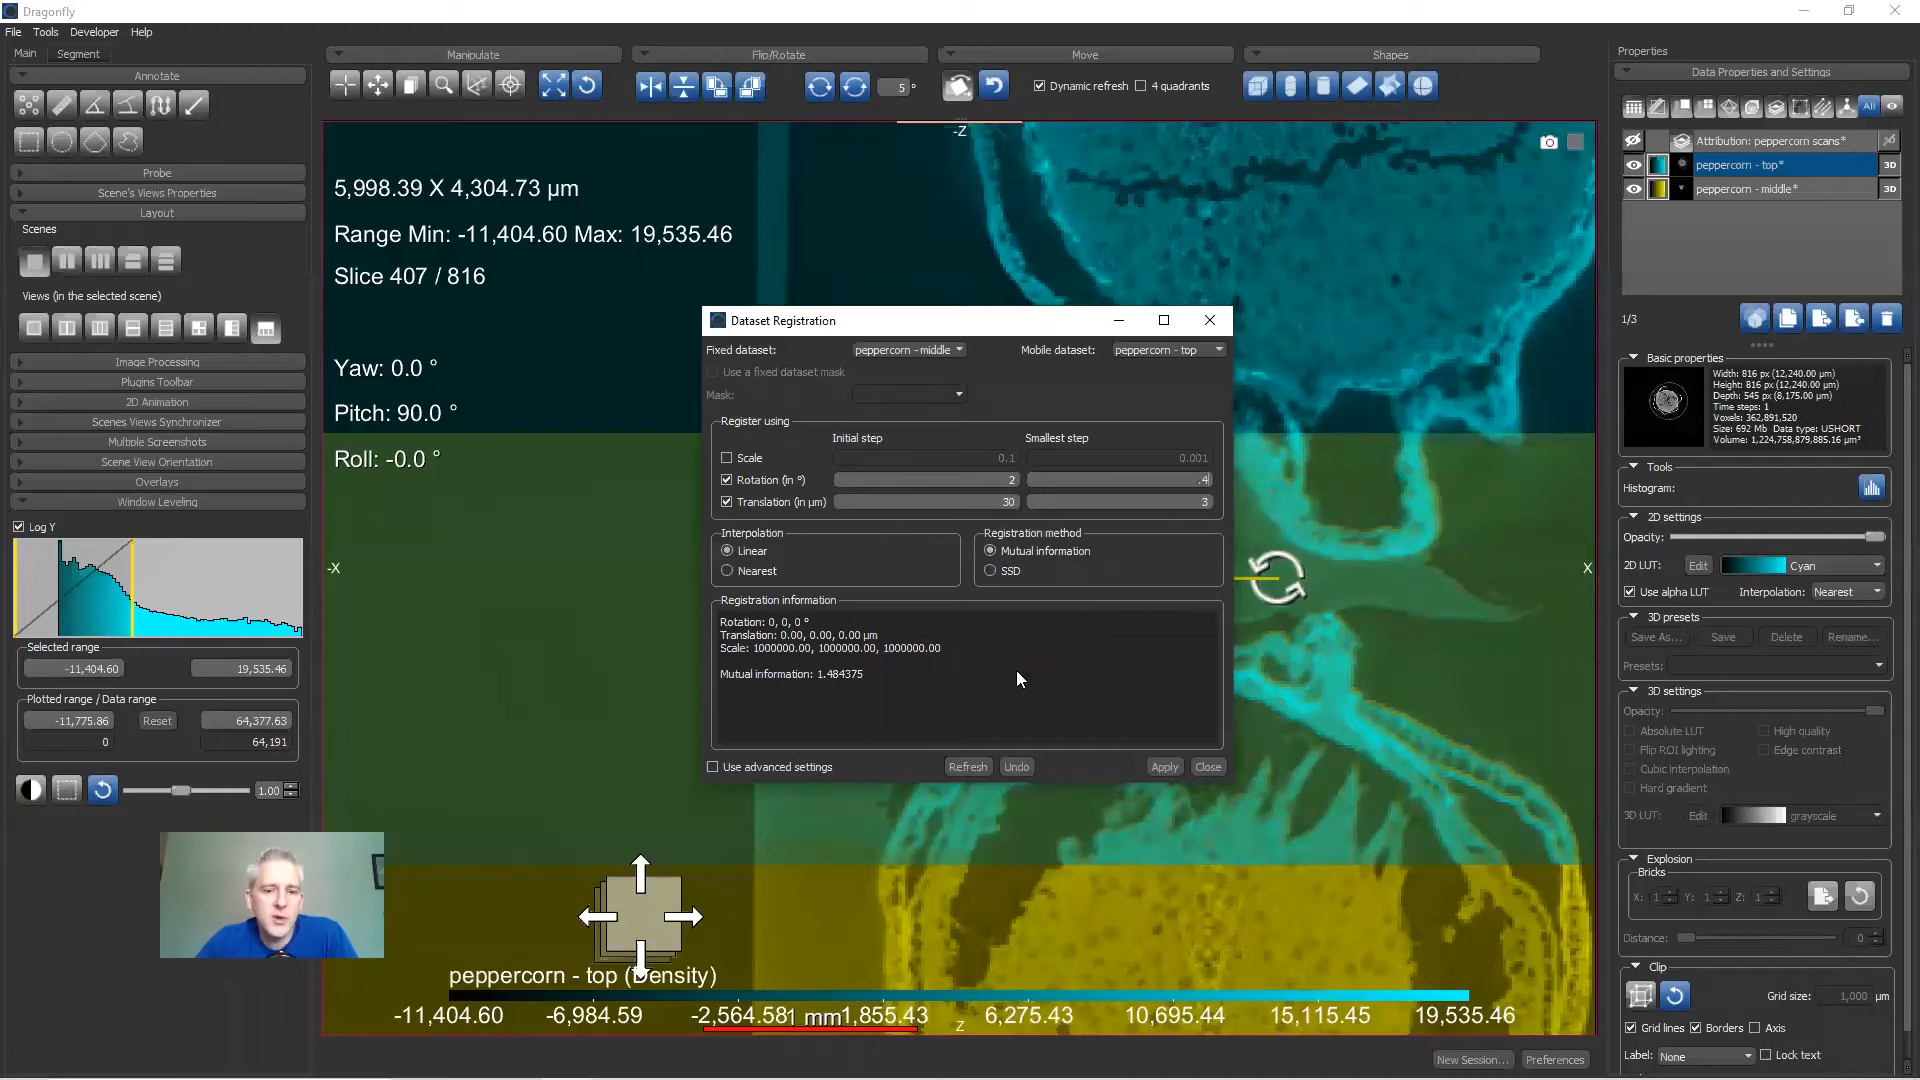 Dragonfly
File Tools Developer Help
Main Segment
Annotate
Probe
Scene's Views Properties
Layout
Scenes
Views (in the selected scene)
Image Processing
Plugins Toolbar
2D Animation
Scenes Views Synchronizer
Multiple Screenshots
Scene View Orientation
Overlays
Window Leveling
Log Y
Selected range
-11,404.60 19,535.46
Plotted range / Data range
-11,775.86 Reset 64,377.63
0 64,191
1.00
Manipulate Flip/Rotate Move Shapes
5 °
Dynamic refresh 4 quadrants
-Z
5,998.39 X 4,304.73 µm
Range Min: -11,404.60 Max: 19,535.46
Slice 407 / 816
Yaw: 0.0 °
Pitch: 90.0 °
Roll: -0.0 °
-X
X
Dataset Registration
Fixed dataset: peppercorn - middle Mobile dataset: peppercorn - top
Use a fixed dataset mask
Mask:
Register using
Initial step Smallest step
Scale 0.1 0.001
Rotation (in °) 2 .4
Translation (in µm) 30 3
Interpolation
Linear
Nearest
Registration method
Mutual information
SSD
Registration information
Rotation: 0, 0, 0 °
Translation: 0.00, 0.00, 0.00 µm
Scale: 1000000.00, 1000000.00, 1000000.00
Mutual information: 1.484375
Use advanced settings Refresh Undo Apply Close
peppercorn - top (Density)
-11,404.60 -6,984.59 -2,564.58 1 mm 1,855.43 6,275.43 10,695.44 15,115.45 19,535.46
Z
New Session... Preferences
Properties
Data Properties and Settings
All
Attribution: peppercorn scans*
peppercorn - top* 3D
peppercorn - middle* 3D
1/3
Basic properties
Width: 816 px (12,240.00 µm)
Height: 816 px (12,240.00 µm)
Depth: 545 px (8,175.00 µm)
Time steps: 1
Voxels: 362,891,520
Size: 692 Mb Data type: USHORT
Volume: 1,224,758,879,885.16 µm³
Tools
Histogram:
2D settings
Opacity:
2D LUT: Edit Cyan
Use alpha LUT Interpolation: Nearest
3D presets
Save As... Save Delete Rename...
Presets:
3D settings
Opacity:
Absolute LUT High quality
Flip ROI lighting Edge contrast
Cubic interpolation
Hard gradient
3D LUT: Edit grayscale
Explosion
Bricks
X: 1 Y: 1 Z: 1
Distance: 0
Clip
Grid size: 1,000 µm
Grid lines Borders Axis
Label: None Lock text